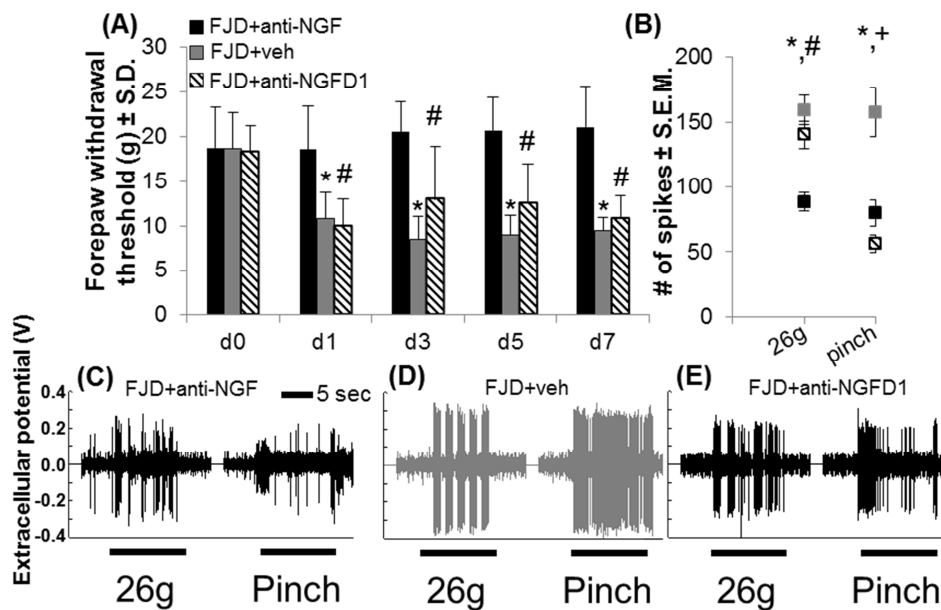 (A)
FJD+anti-NGF
FJD+veh
FJD+anti-NGFD1
Forepaw withdrawal
threshold (g) ± S.D.
30
25
20
15
10
5
0
* #
* #
* #
* #
d0 d1 d3 d5 d7
(B)
# of spikes ± S.E.M.
200
150
100
50
0
*,# *,+
26g pinch
Extracellular potential (V)
(C) FJD+anti-NGF
5 sec
(D) FJD+veh
(E) FJD+anti-NGFD1
0.4
0.2
0.0
-0.2
-0.4
26g Pinch 26g Pinch 26g Pinch